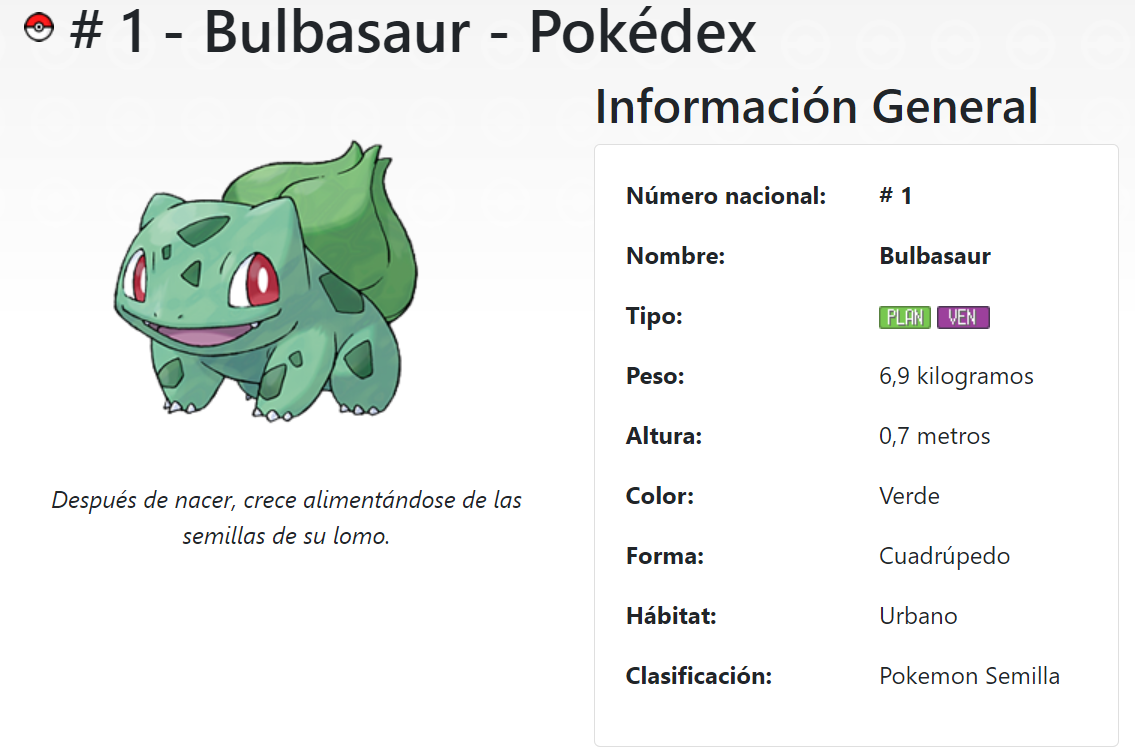 # 1 - Bulbasaur - Pokédex
Después de nacer, crece alimentándose de las
semillas de su lomo.
Información General
Número nacional: # 1
Nombre: Bulbasaur
Tipo: PLAN VEN
Peso: 6,9 kilogramos
Altura: 0,7 metros
Color: Verde
Forma: Cuadrúpedo
Hábitat: Urbano
Clasificación: Pokemon Semilla